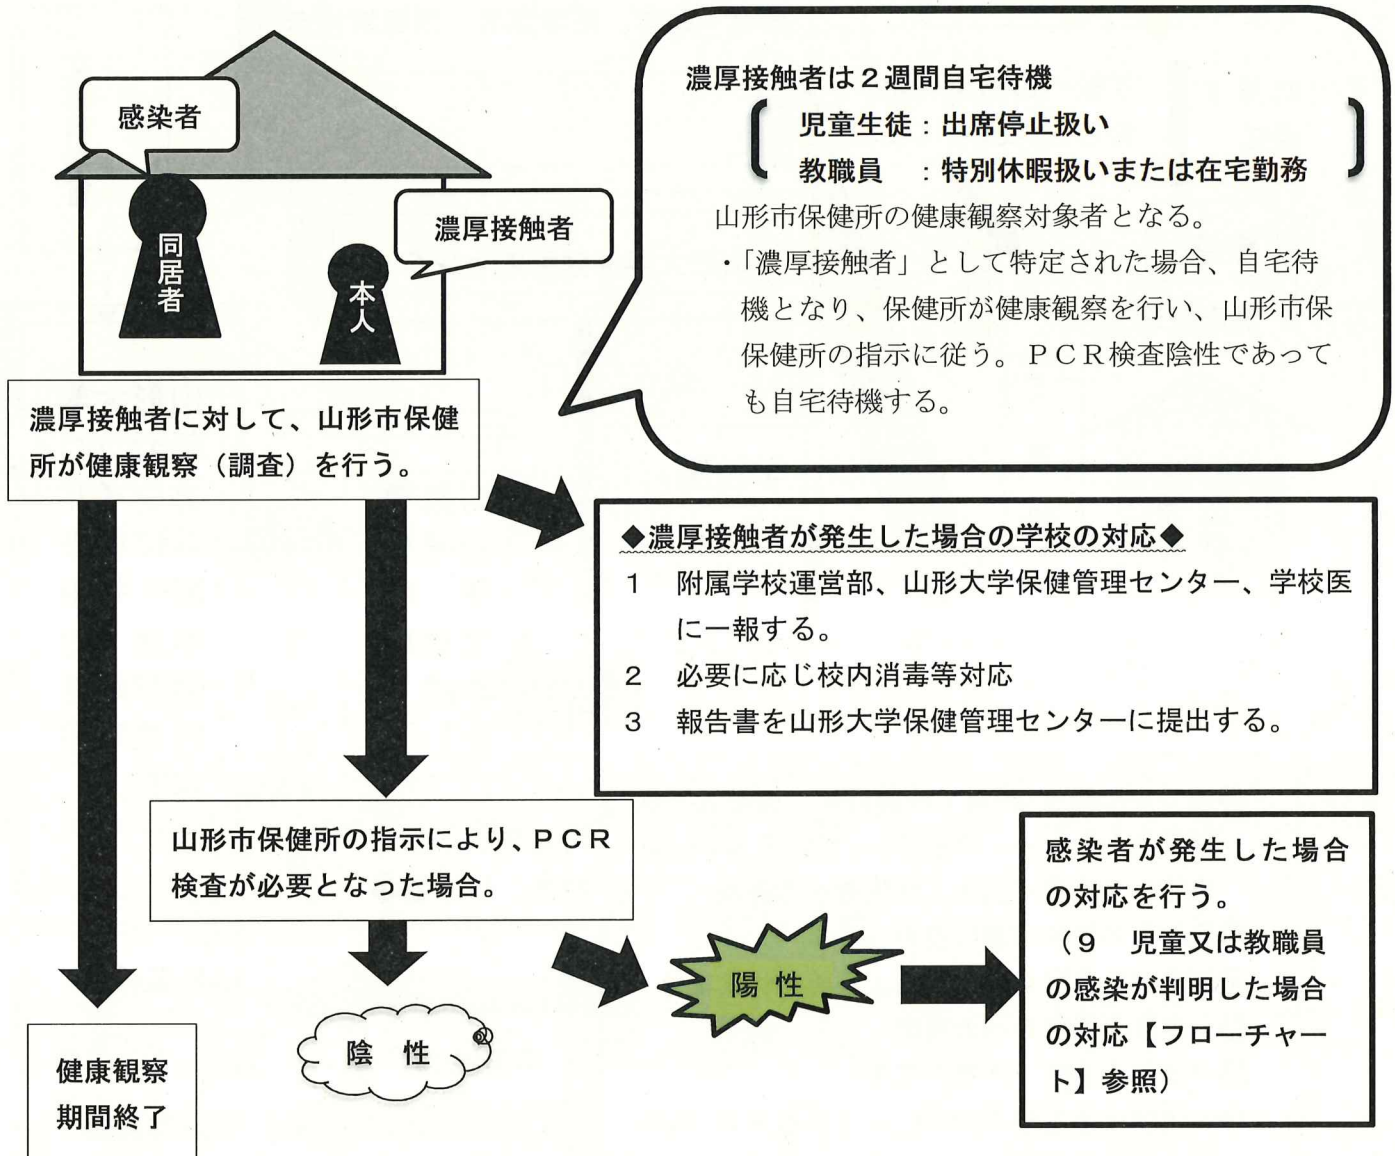 感染者
同居者
濃厚接触者
本人
濃厚接触者は２週間自宅待機
児童生徒：出席停止扱い
教職員　：特別休暇扱いまたは在宅勤務
山形市保健所の健康観察対象者となる。
・「濃厚接触者」として特定された場合、自宅待
機となり、保健所が健康観察を行い、山形市保
保健所の指示に従う。ＰＣＲ検査陰性であって
も自宅待機する。
濃厚接触者に対して、山形市保健
所が健康観察（調査）を行う。
◆濃厚接触者が発生した場合の学校の対応◆
１　附属学校運営部、山形大学保健管理センター、学校医
に一報する。
２　必要に応じ校内消毒等対応
３　報告書を山形大学保健管理センターに提出する。
山形市保健所の指示により、ＰＣＲ
検査が必要となった場合。
陽 性
感染者が発生した場合
の対応を行う。
（９　児童又は教職員
の感染が判明した場合
の対応【フローチャー
ト】参照）
陰 性
健康観察
期間終了